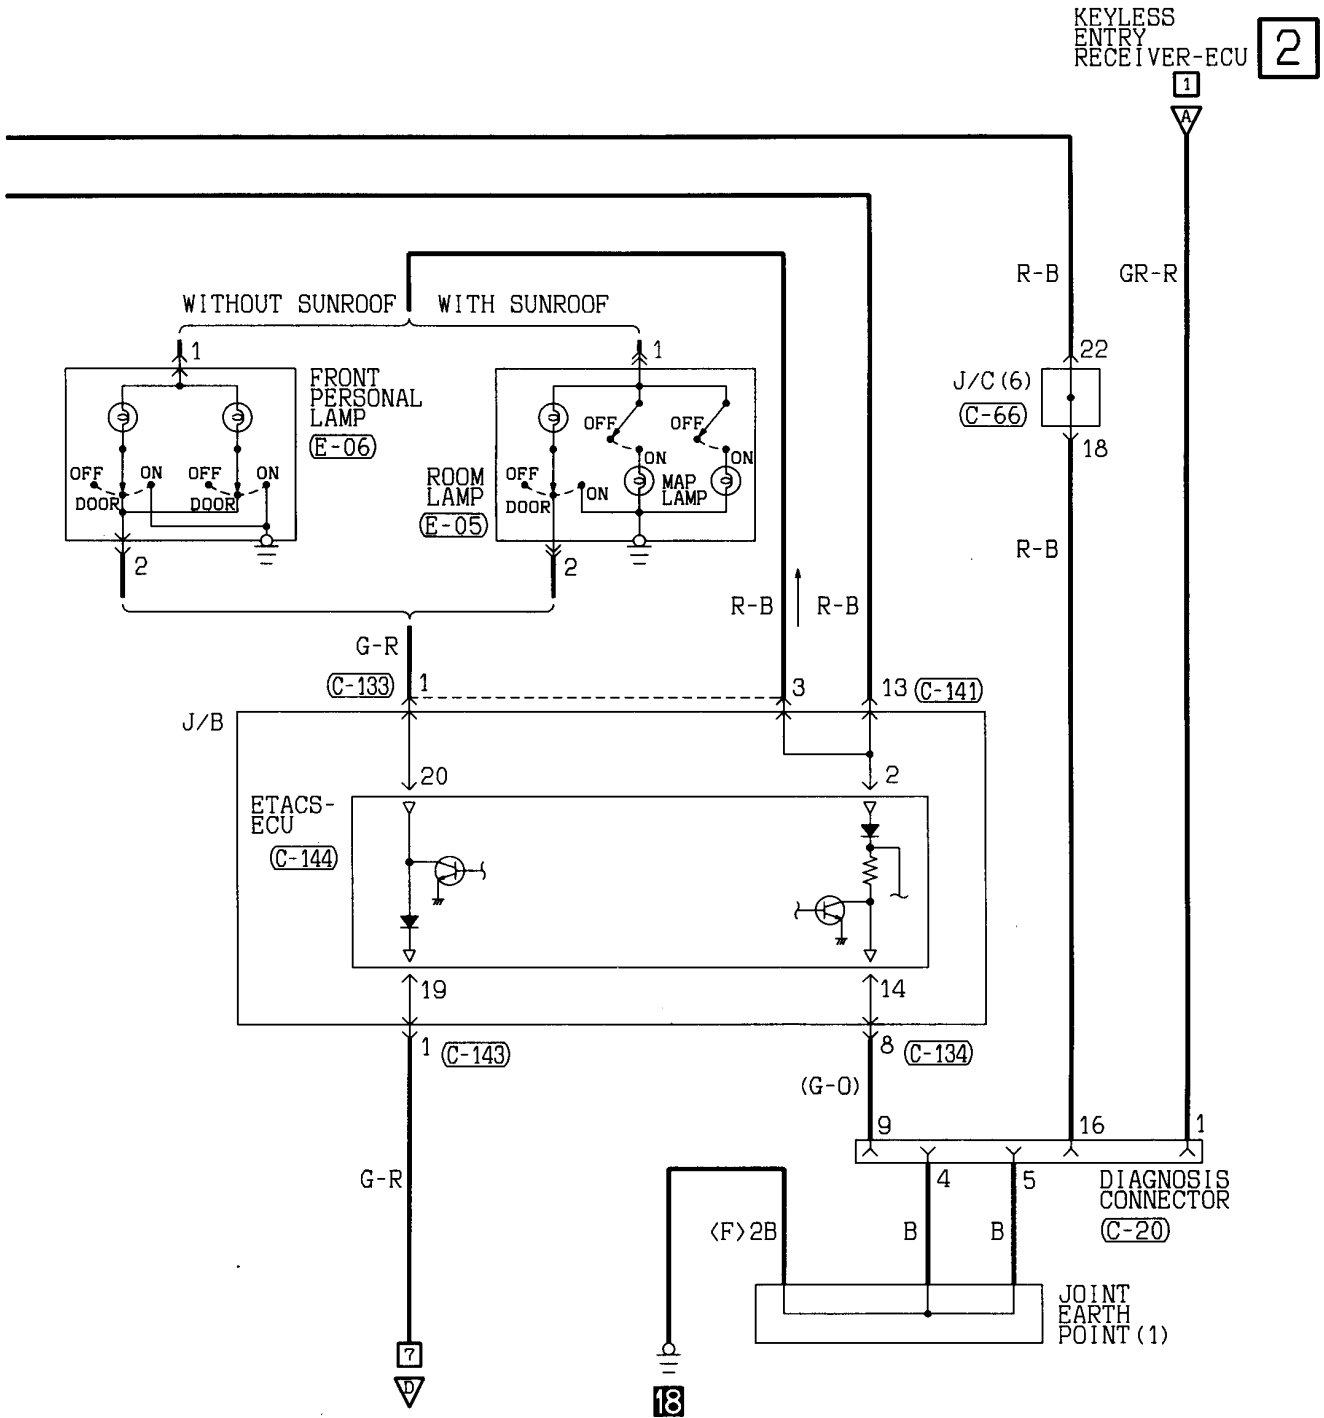 KEYLESS
ENTRY
RECEIVER-ECU
2
1
A
R-B
GR-R
WITHOUT SUNROOF
WITH SUNROOF
1
1
22
FRONT
PERSONAL
LAMP
(E-06)
J/C(6)
(C-66)
18
OFF
ON
OFF
ON
DOOR
DOOR
ROOM
LAMP
(E-05)
OFF
OFF
ON
ON
OFF
ON
DOOR
MAP
LAMP
2
2
R-B
R-B
R-B
G-R
(C-133)
1
3
13
(C-141)
J/B
20
2
ETACS-
ECU
(C-144)
19
14
1
(C-143)
8
(C-134)
(G-O)
9
16
1
4
5
DIAGNOSIS
CONNECTOR
(C-20)
G-R
<F>2B
B
B
JOINT
EARTH
POINT(1)
7
D
18